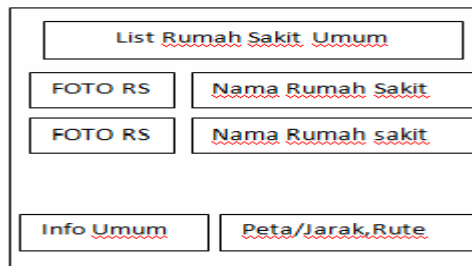 List Rumah Sakit Umum
FOTO RS Nama Rumah Sakit
FOTO RS Nama Rumah sakit
Info Umum Peta/Jarak,Rute